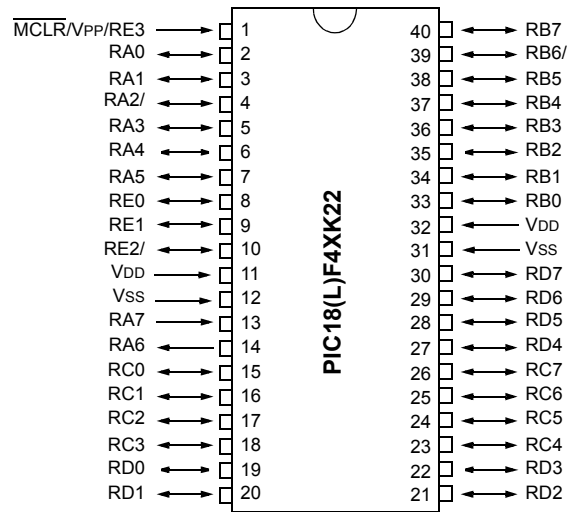 MCLR/VPP/RE3 1 40 RB7
RA0 2 39 RB6/
RA1 3 38 RB5
RA2/ 4 37 RB4
RA3 5 36 RB3
RA4 6 35 RB2
RA5 7 34 RB1
RE0 8 33 RB0
RE1 9 32 VDD
RE2/ 10 31 VSS
VDD 11 30 RD7
VSS 12 29 RD6
RA7 13 28 RD5
RA6 14 27 RD4
RC0 15 26 RC7
RC1 16 25 RC6
RC2 17 24 RC5
RC3 18 23 RC4
RD0 19 22 RD3
RD1 20 21 RD2
PIC18(L)F4XK22